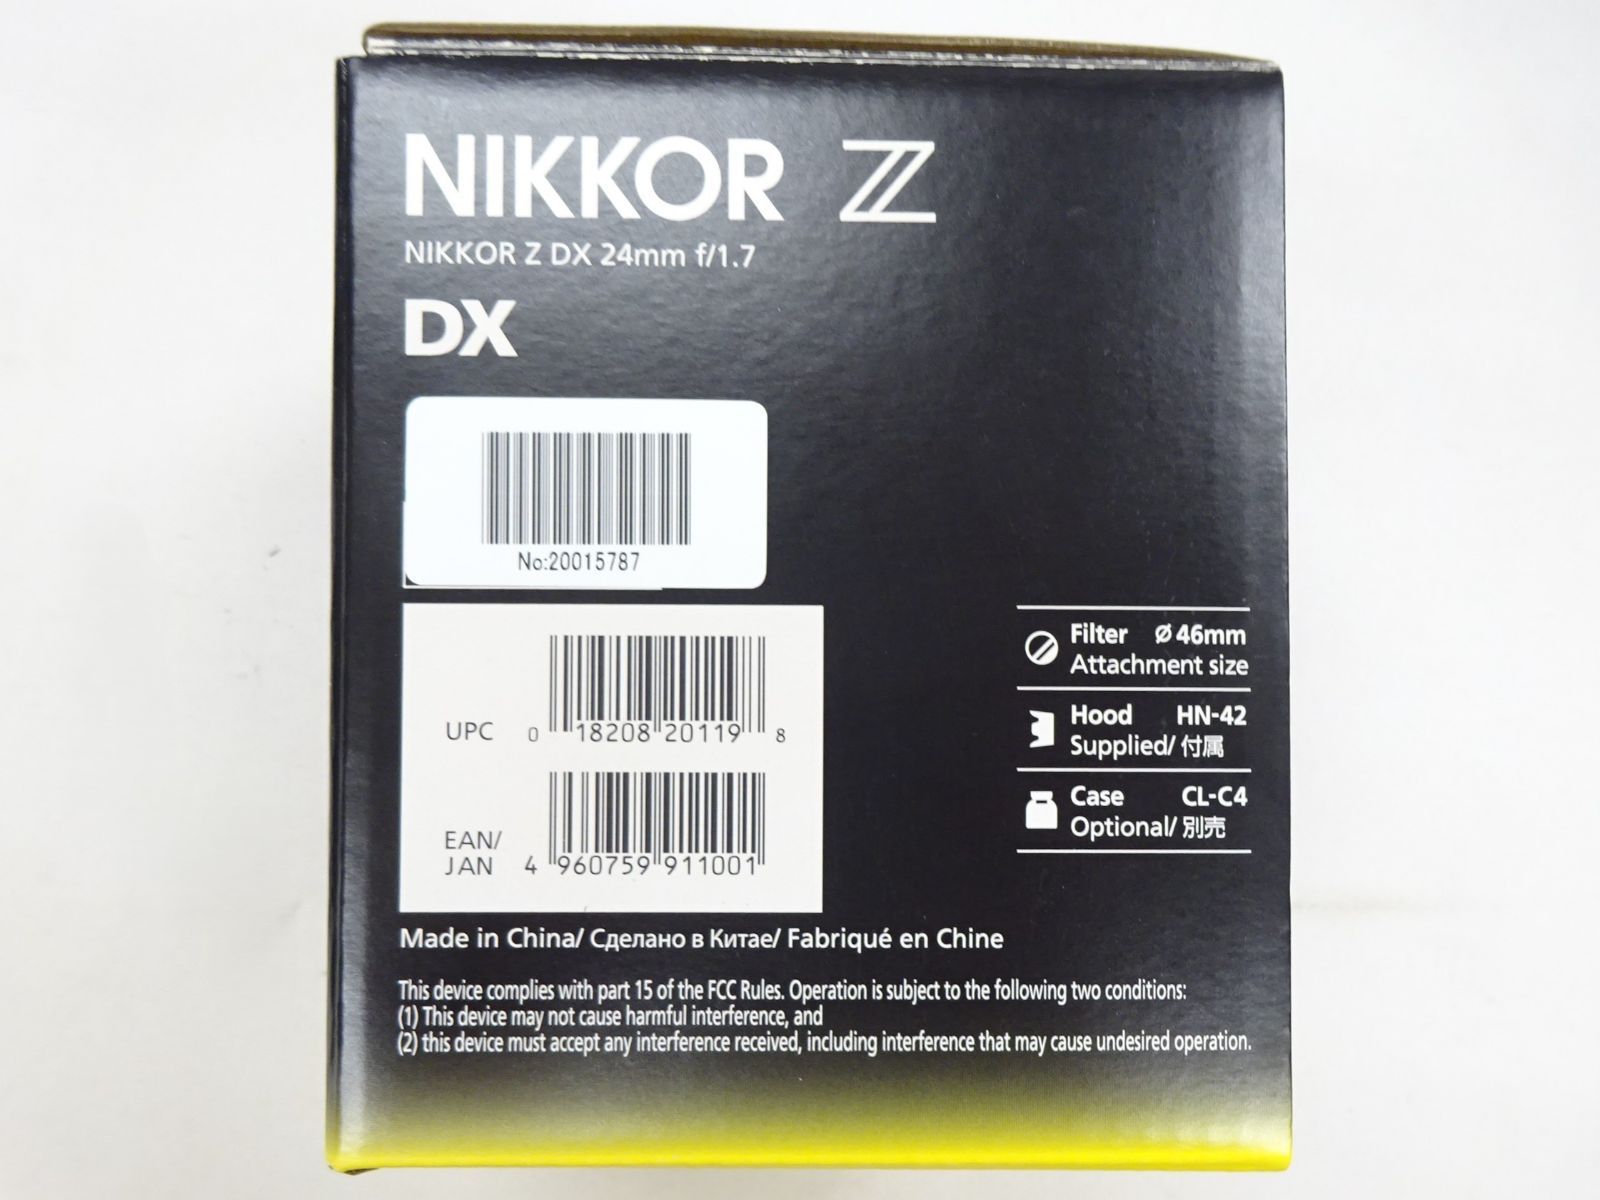 NIKKOR Z
NIKKOR Z DX 24mm f/1.7
DX
No:20015787
UPC 0 18208 20119 8
EAN/
JAN 4 960759 911001
Filter ⌀46mm
Attachment size
Hood HN-42
Supplied/ 付属
Case CL-C4
Optional/ 別売
Made in China/ Сделано в Китае/ Fabriqué en Chine
This device complies with part 15 of the FCC Rules. Operation is subject to the following two conditions:
(1) This device may not cause harmful interference, and
(2) this device must accept any interference received, including interference that may cause undesired operation.